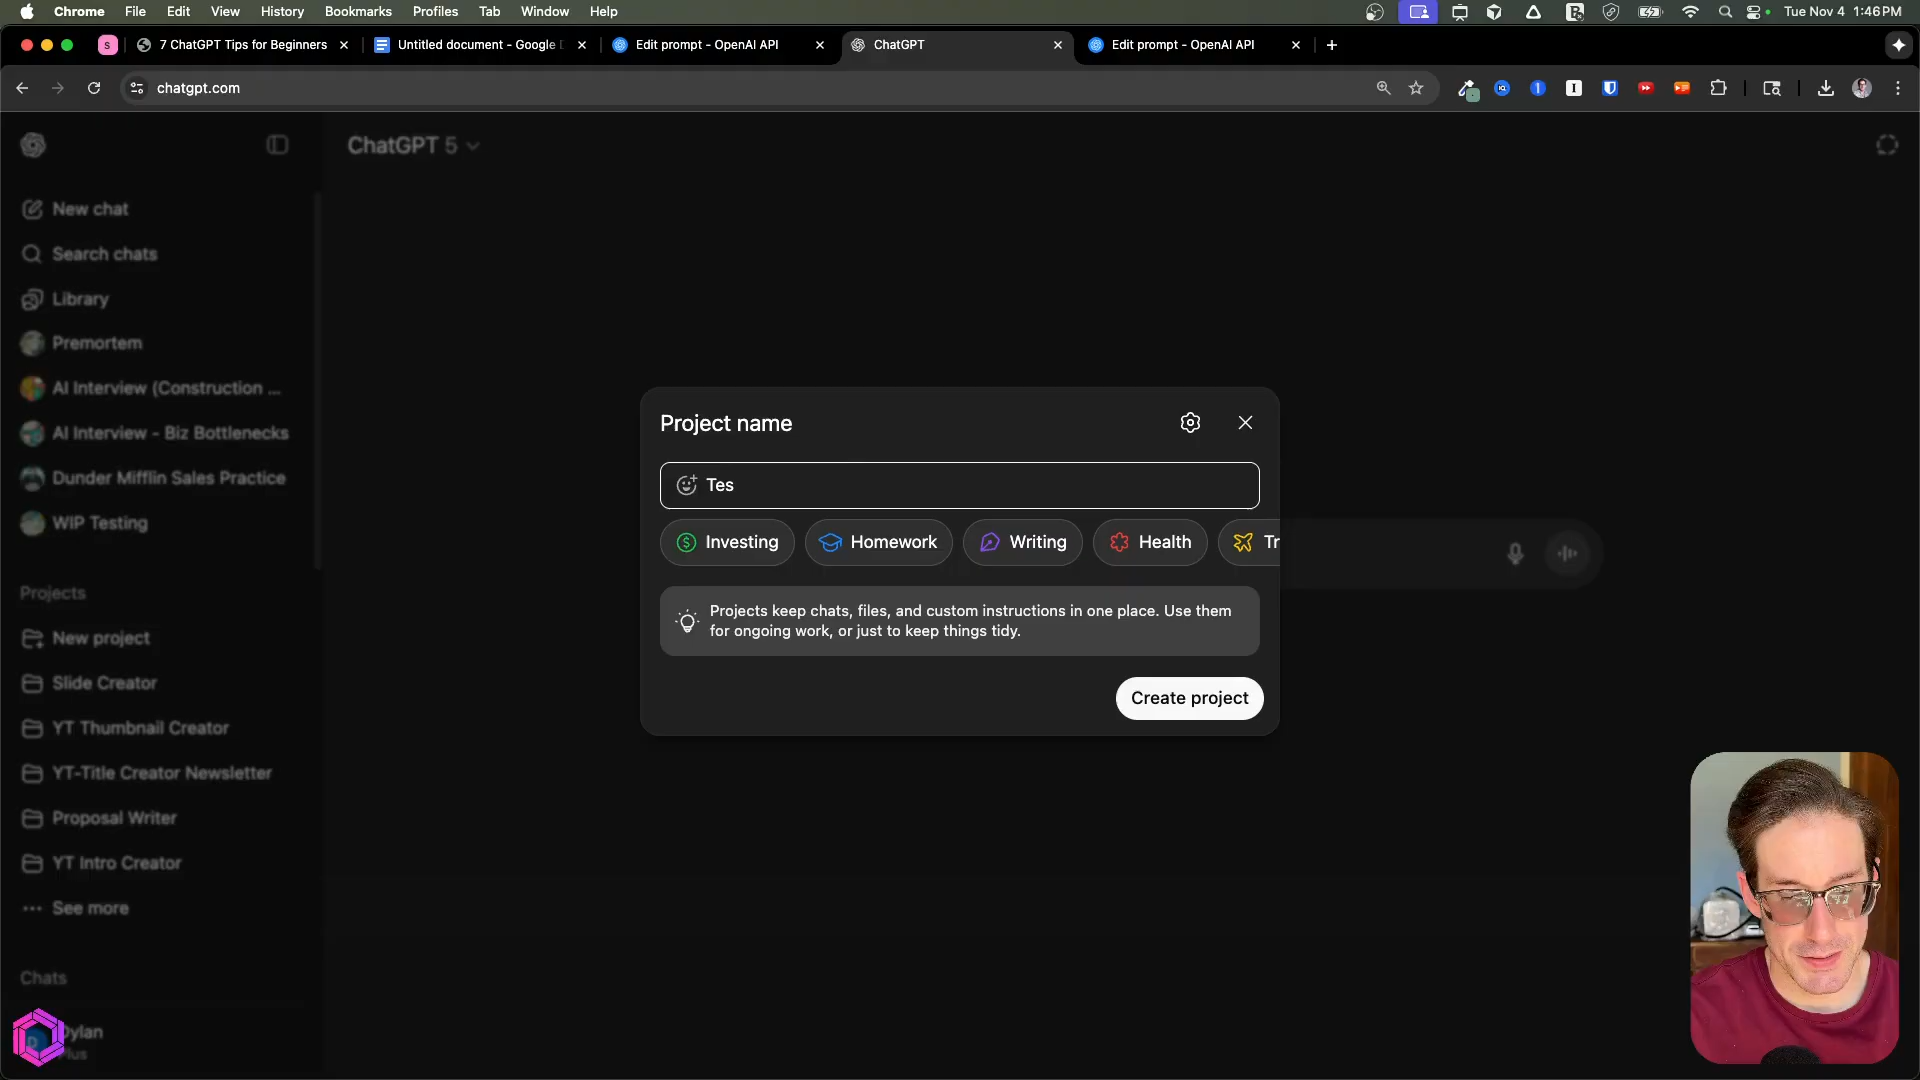 Chrome File Edit View History Bookmarks Profiles Tab Window Help Tue Nov 4 1:46 PM
s 7 ChatGPT Tips for Beginners Untitled document - Google D Edit prompt - OpenAI API ChatGPT Edit prompt - OpenAI API
chatgpt.com
ChatGPT 5
New chat
Search chats
Library
Premortem
AI Interview (Construction ...
AI Interview - Biz Bottlenecks
Dunder Mifflin Sales Practice
WIP Testing
Projects
New project
Slide Creator
YT Thumbnail Creator
YT-Title Creator Newsletter
Proposal Writer
YT Intro Creator
See more
Chats
Dylan
Plus
Project name
Tes
Investing Homework Writing Health Tr
Projects keep chats, files, and custom instructions in one place. Use them
for ongoing work, or just to keep things tidy.
Create project